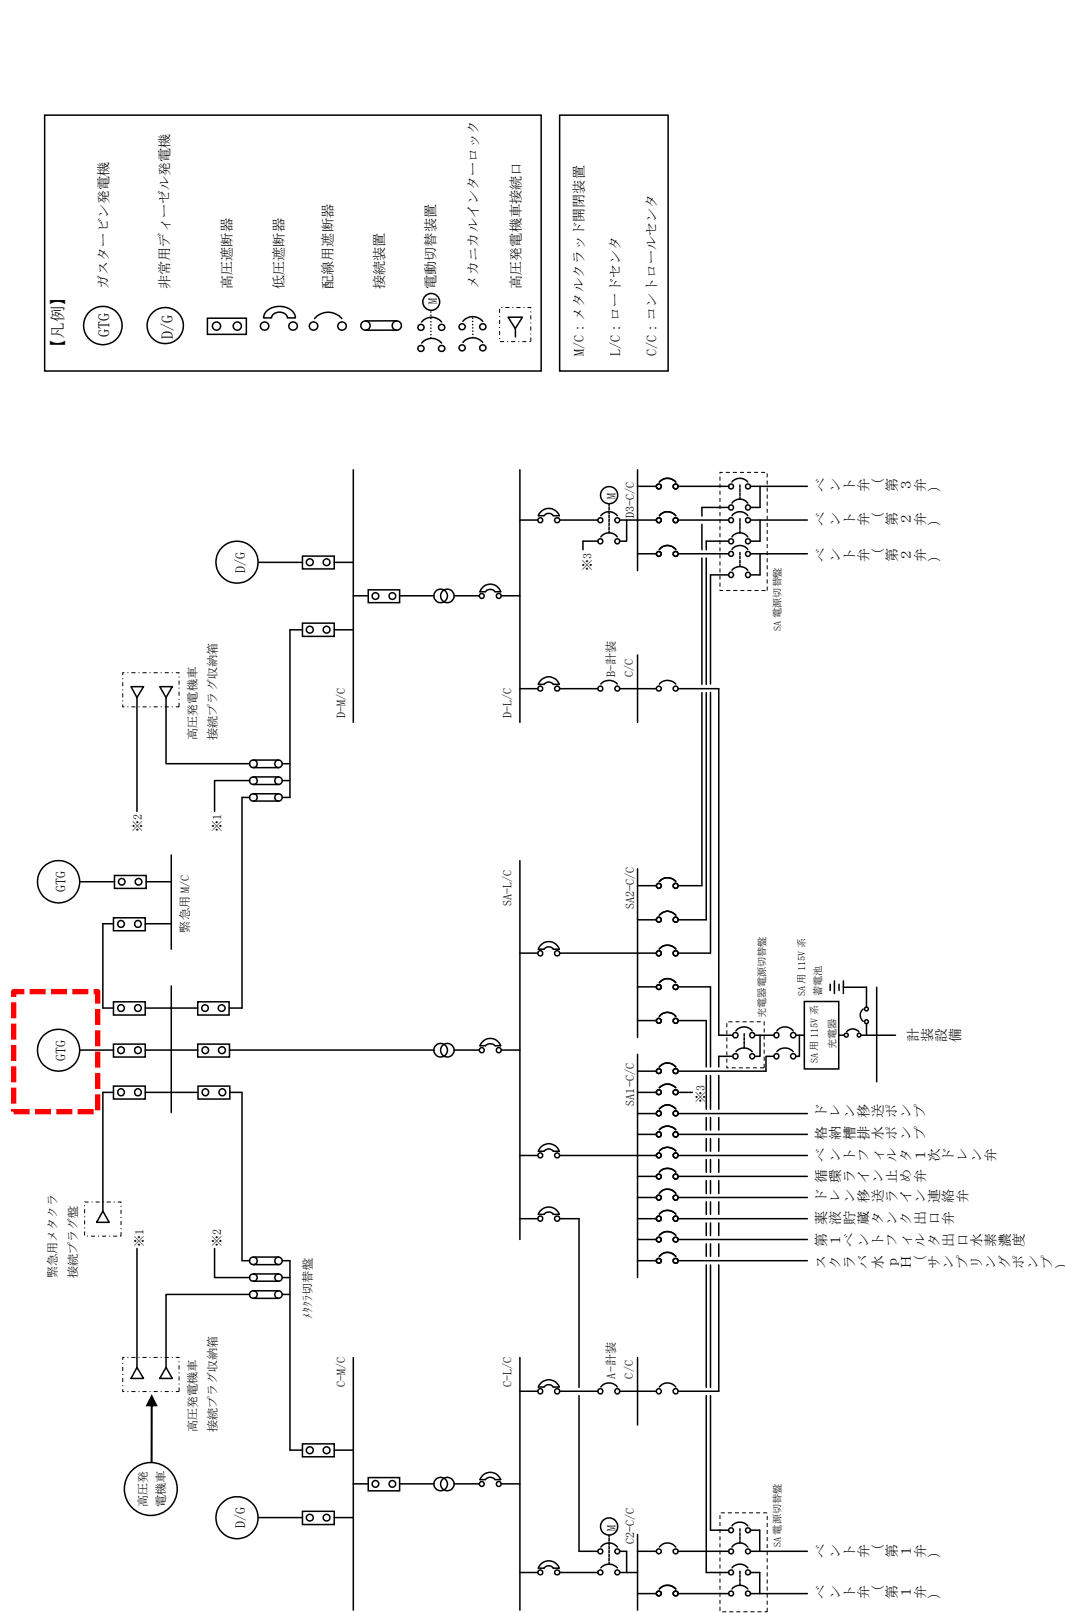 【凡例】
GTG
ガスタービン発電機
D/G
非常用ディーゼル発電機
高圧遮断器
低圧遮断器
配線用遮断器
接続装置
M
電動切替装置
メカニカルインターロック
高圧発電機車接続口
M/C：メタルクラッド開閉装置
L/C：ロードセンタ
C/C：コントロールセンタ
GTG
GTG
緊急用M/C
緊急用メタクラ
接続プラグ盤
高圧発
電機車
高圧発電機車
接続プラグ収納箱
※1
※2
ﾒﾀｸﾗ切替盤
高圧発電機車
接続プラグ収納箱
※2
※1
D/G
D/G
C-M/C
D-M/C
C-L/C
SA-L/C
D-L/C
M
C2-C/C
A-計装
C/C
SA1-C/C
SA2-C/C
B-計装
C/C
※3
M
D3-C/C
※3
SA電源切替盤
SA電源切替盤
充電器電源切替盤
SA用115V系
充電器
SA用115V系
蓄電池
計装設備
ベント弁(第1弁)
ベント弁(第1弁)
スクラバ水pH(サンプリングポンプ)
第1ベントフィルタ出口水素濃度
薬液貯蔵タンク出口弁
ドレン移送ライン連絡弁
循環ライン止め弁
ベントフィルタ1次ドレン弁
格納槽排水ポンプ
ドレン移送ポンプ
ベント弁(第2弁)
ベント弁(第2弁)
ベント弁(第3弁)